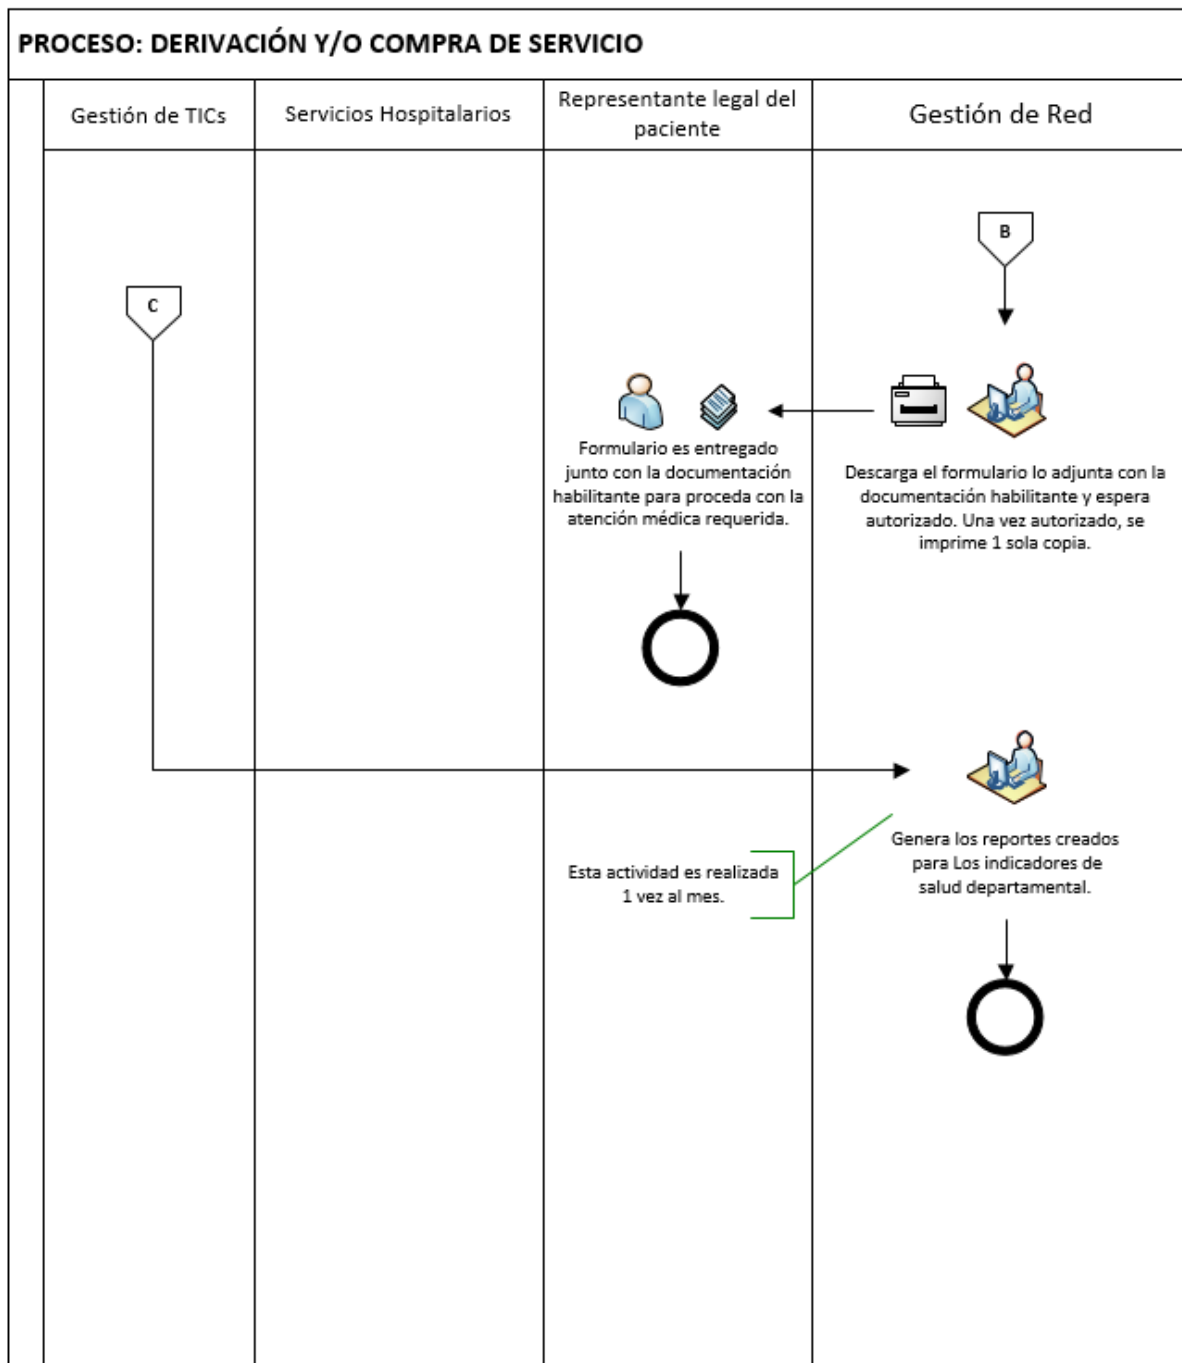 PROCESO: DERIVACIÓN Y/O COMPRA DE SERVICIO
Gestión de TICs
Servicios Hospitalarios
Representante legal del
paciente
Gestión de Red
B
C
Formulario es entregado
junto con la documentación
habilitante para proceda con la
atención médica requerida.
Descarga el formulario lo adjunta con la
documentación habilitante y espera
autorizado. Una vez autorizado, se
imprime 1 sola copia.
Genera los reportes creados
para Los indicadores de
salud departamental.
Esta actividad es realizada
1 vez al mes.